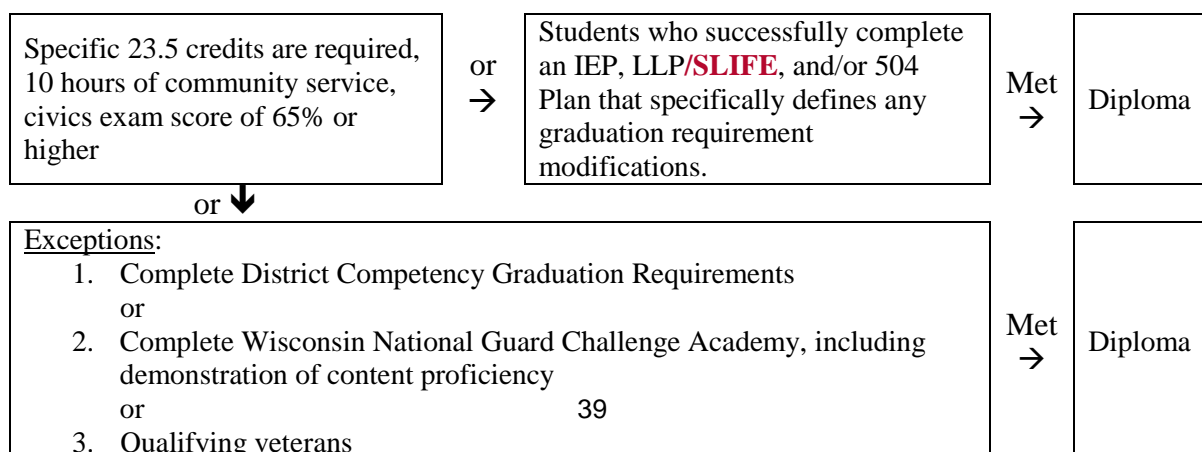 Specific 23.5 credits are required,
10 hours of community service,
civics exam score of 65% or
higher
or
→
Students who successfully complete
an IEP, LLP/SLIFE, and/or 504
Plan that specifically defines any
graduation requirement
modifications.
Met
→
Diploma
or 🡫
Exceptions:
1. Complete District Competency Graduation Requirements
or
2. Complete Wisconsin National Guard Challenge Academy, including
demonstration of content proficiency
or
39
3. Qualifying veterans
Met
→
Diploma